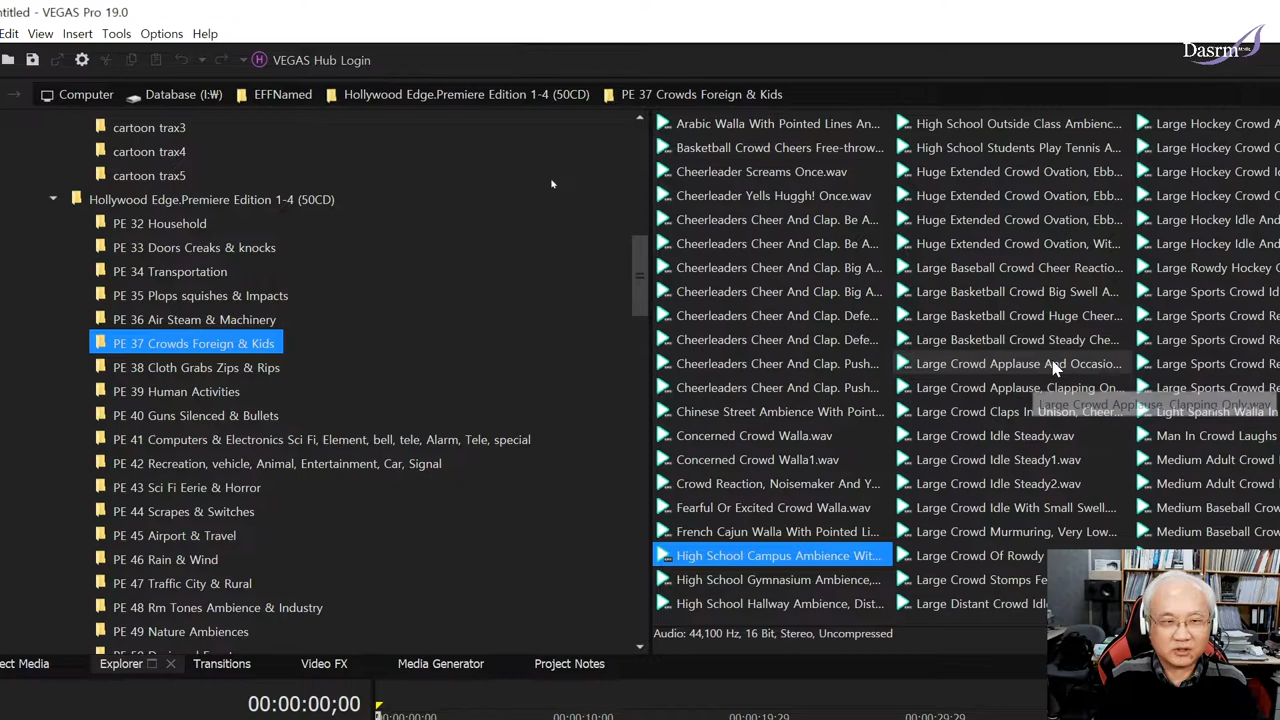 ntitled - VEGAS Pro 19.0
Edit View Insert Tools Options Help
VEGAS Hub Login
Computer Database (I:\) EFFNamed Hollywood Edge.Premiere Edition 1-4 (50CD) PE 37 Crowds Foreign & Kids
cartoon trax3
cartoon trax4
cartoon trax5
Hollywood Edge.Premiere Edition 1-4 (50CD)
PE 32 Household
PE 33 Doors Creaks & knocks
PE 34 Transportation
PE 35 Plops squishes & Impacts
PE 36 Air Steam & Machinery
PE 37 Crowds Foreign & Kids
PE 38 Cloth Grabs Zips & Rips
PE 39 Human Activities
PE 40 Guns Silenced & Bullets
PE 41 Computers & Electronics Sci Fi, Element, bell, tele, Alarm, Tele, special
PE 42 Recreation, vehicle, Animal, Entertainment, Car, Signal
PE 43 Sci Fi Eerie & Horror
PE 44 Scrapes & Switches
PE 45 Airport & Travel
PE 46 Rain & Wind
PE 47 Traffic City & Rural
PE 48 Rm Tones Ambience & Industry
PE 49 Nature Ambiences
Arabic Walla With Pointed Lines An...
Basketball Crowd Cheers Free-throw...
Cheerleader Screams Once.wav
Cheerleader Yells Huggh! Once.wav
Cheerleaders Cheer And Clap. Be A...
Cheerleaders Cheer And Clap. Be A...
Cheerleaders Cheer And Clap. Big A...
Cheerleaders Cheer And Clap. Big A...
Cheerleaders Cheer And Clap. Defe...
Cheerleaders Cheer And Clap. Defe...
Cheerleaders Cheer And Clap. Push...
Cheerleaders Cheer And Clap. Push...
Chinese Street Ambience With Point...
Concerned Crowd Walla.wav
Concerned Crowd Walla1.wav
Crowd Reaction, Noisemaker And Y...
Fearful Or Excited Crowd Walla.wav
French Cajun Walla With Pointed Li...
High School Campus Ambience Wit...
High School Gymnasium Ambience,...
High School Hallway Ambience, Dist...
High School Outside Class Ambienc...
High School Students Play Tennis A...
Huge Extended Crowd Ovation, Ebb...
Huge Extended Crowd Ovation, Ebb...
Huge Extended Crowd Ovation, Ebb...
Huge Extended Crowd Ovation, Wit...
Large Baseball Crowd Cheer Reactio...
Large Basketball Crowd Big Swell A...
Large Basketball Crowd Huge Cheer...
Large Basketball Crowd Steady Che...
Large Crowd Applause And Occasio...
Large Crowd Applause, Clapping On...
Large Crowd Claps In Unison, Cheer...
Large Crowd Idle Steady.wav
Large Crowd Idle Steady1.wav
Large Crowd Idle Steady2.wav
Large Crowd Idle With Small Swell....
Large Crowd Murmuring, Very Low...
Large Crowd Of Rowdy
Large Crowd Stomps Fe
Large Distant Crowd Idl
Large Hockey Crowd A
Large Hockey Crowd
Large Hockey Crowd
Large Hockey Crowd
Large Hockey Idle And
Large Hockey Idle And
Large Rowdy Hockey
Large Sports Crowd Id
Large Sports Crowd
Large Sports Crowd
Large Sports Crowd Re
Large Sports Crowd Re
Light Spanish Walla In
Man In Crowd Laughs
Medium Adult Crowd
Medium Adult Crowd
Medium Baseball Crow
Medium Baseball Crow
Large Crowd Applause, Clapping Only.wav
Audio: 44,100 Hz, 16 Bit, Stereo, Uncompressed
ect Media Explorer Transitions Video FX Media Generator Project Notes
00:00:00;00
00:00:10:00 00:00:19:29 00:00:29:29
Dasrm